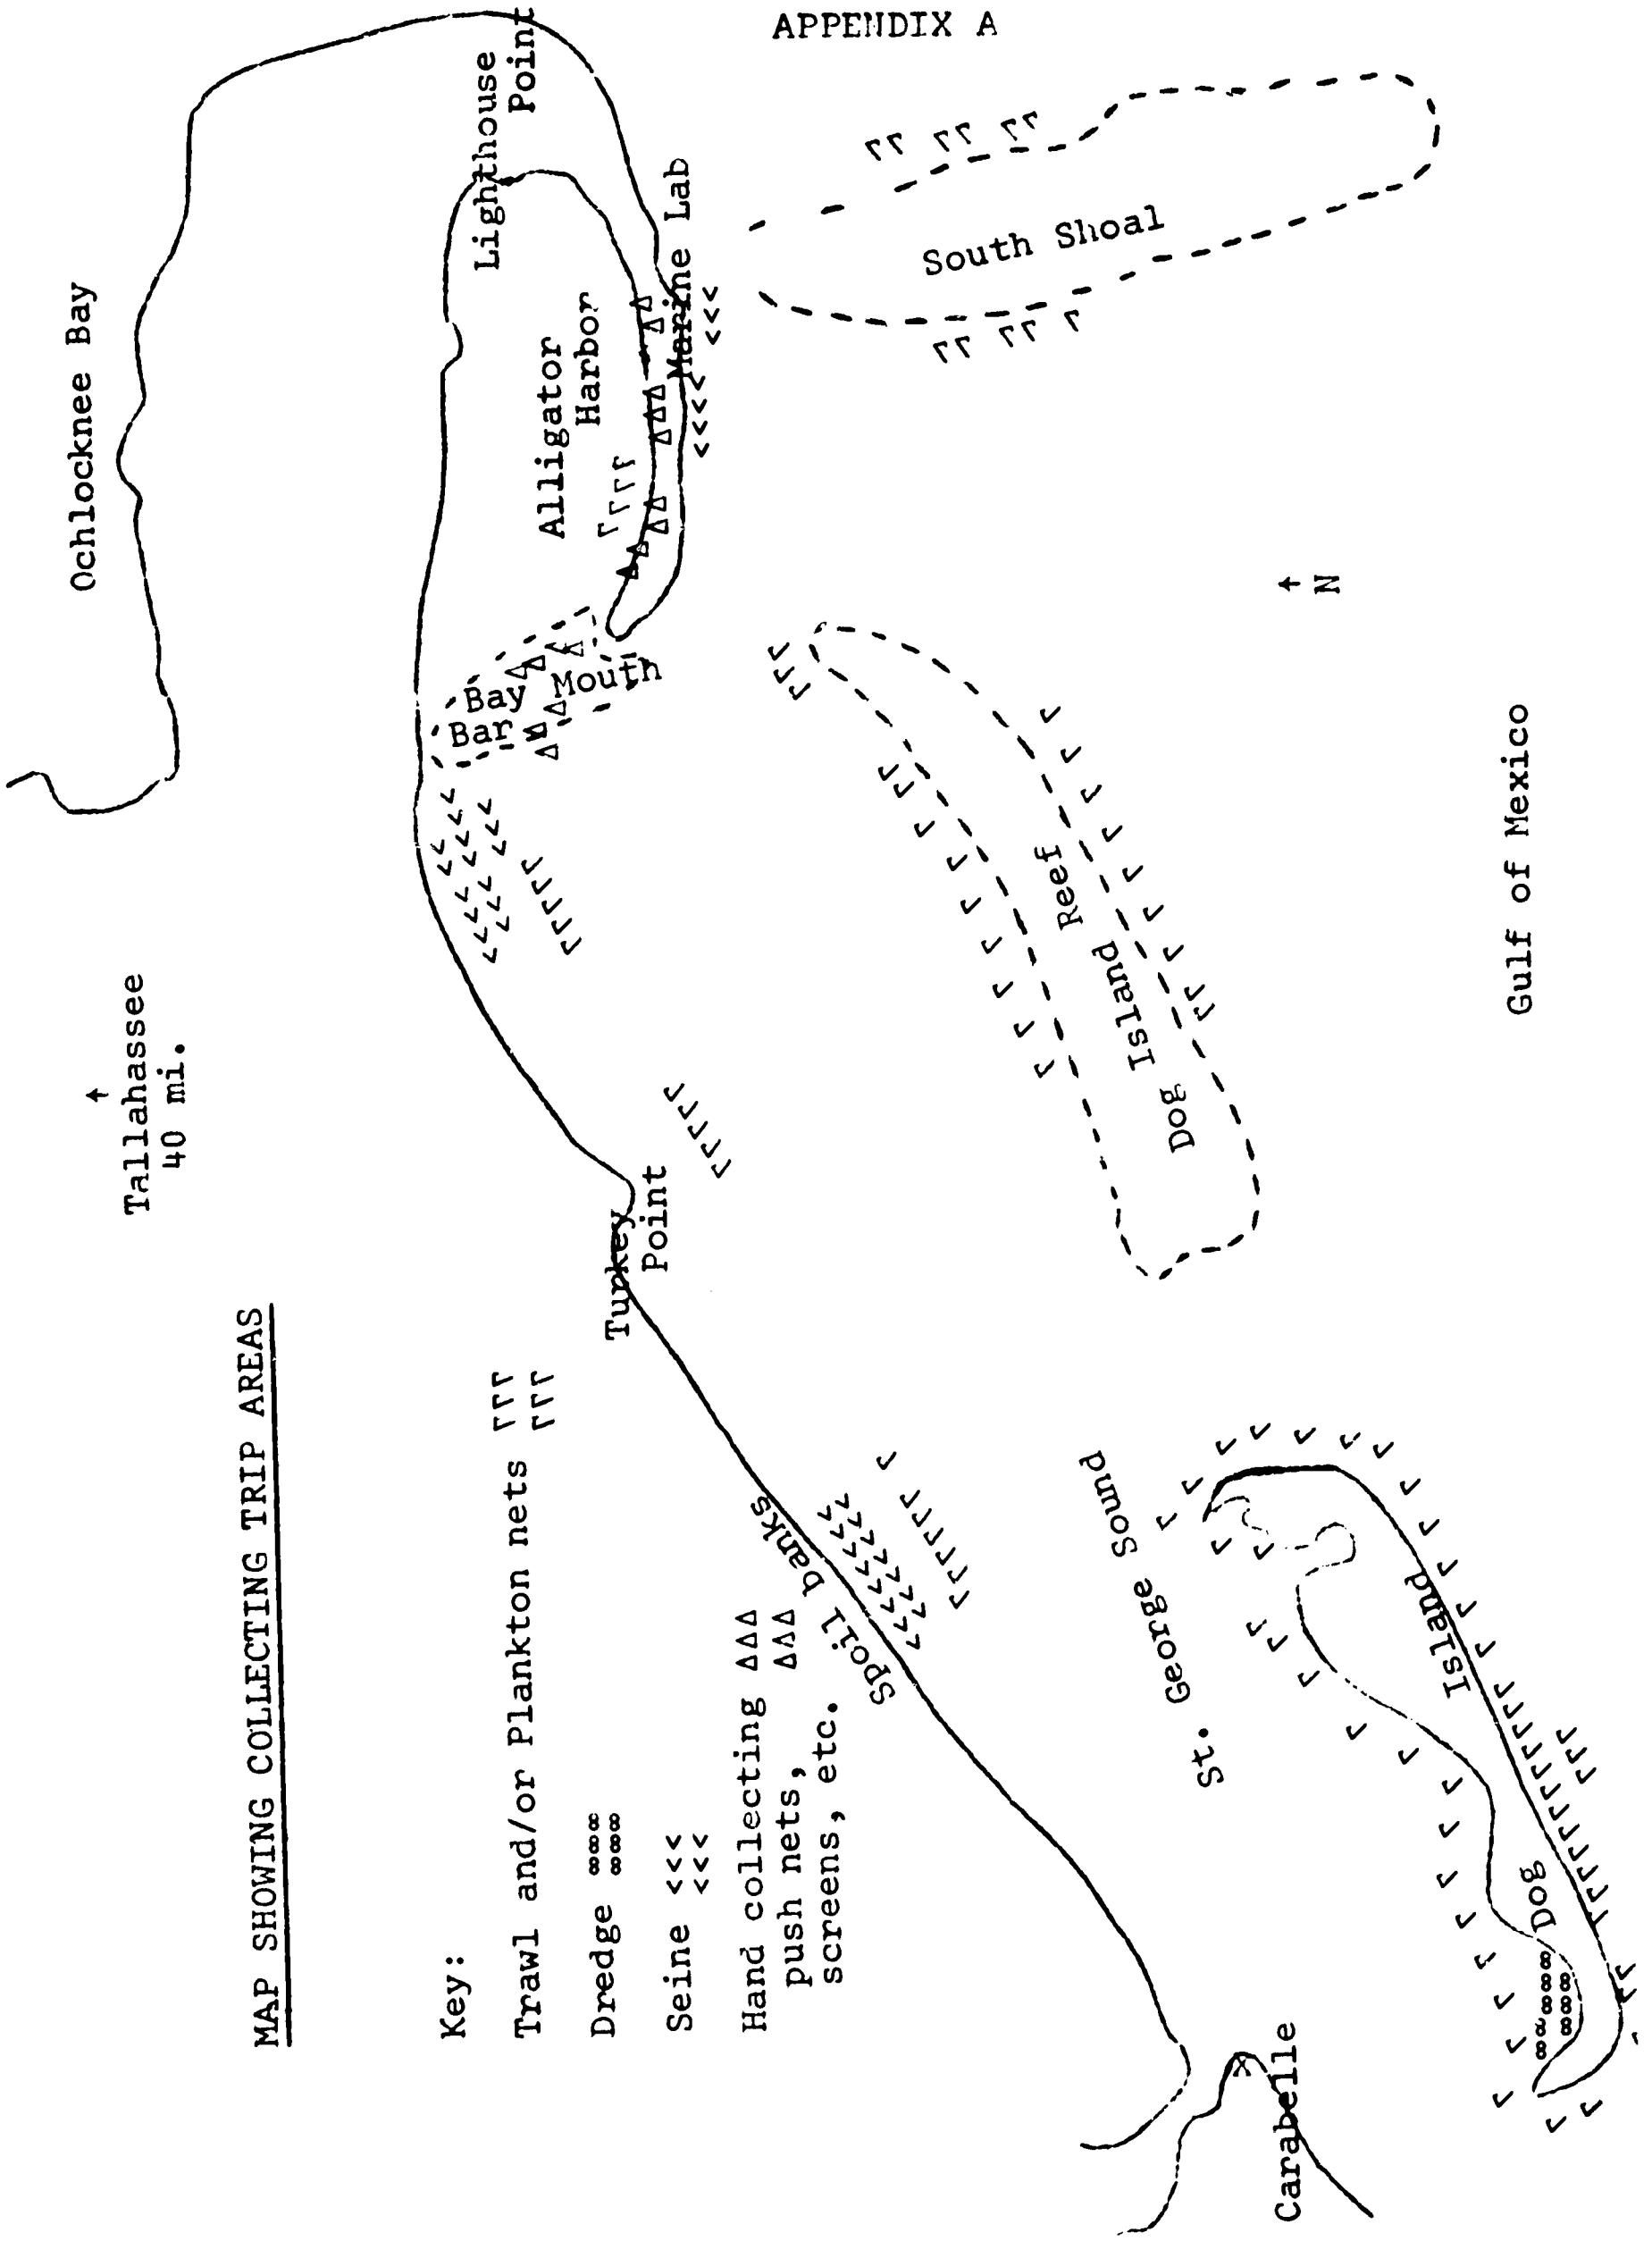 APPENDIX A
MAP SHOWING COLLECTING TRIP AREAS
Key:
Trawl and/or Plankton nets
Dredge
Seine
Hand collecting
push nets,
screens, etc.
Tallahassee
40 mi.
Ochlocknee Bay
Lighthouse
Point
Alligator
Harbor
Marine Lab
Bay Mouth
Bar
Turkey
Point
Spoil banks
Carabelle
St. George Sound
Dog Island
Dog Island Reef
South Shoal
N
Gulf of Mexico